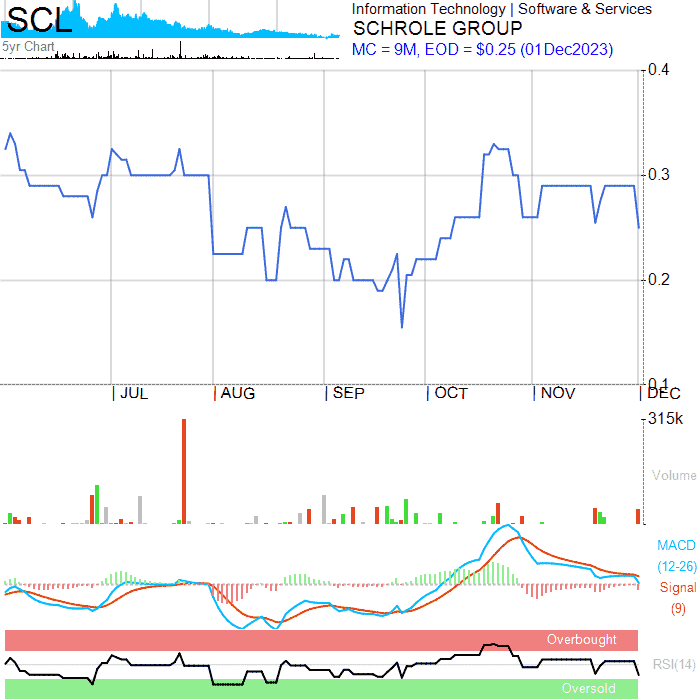 SCL
5yr Chart
Information Technology | Software & Services
SCHROLE GROUP
MC = 9M, EOD = $0.25 (01Dec2023)
0.4
0.3
0.2
0.1
| JUL | AUG | SEP | OCT | NOV | DEC
315k
Volume
MACD
(12-26)
Signal
(9)
Overbought
RSI(14)
Oversold